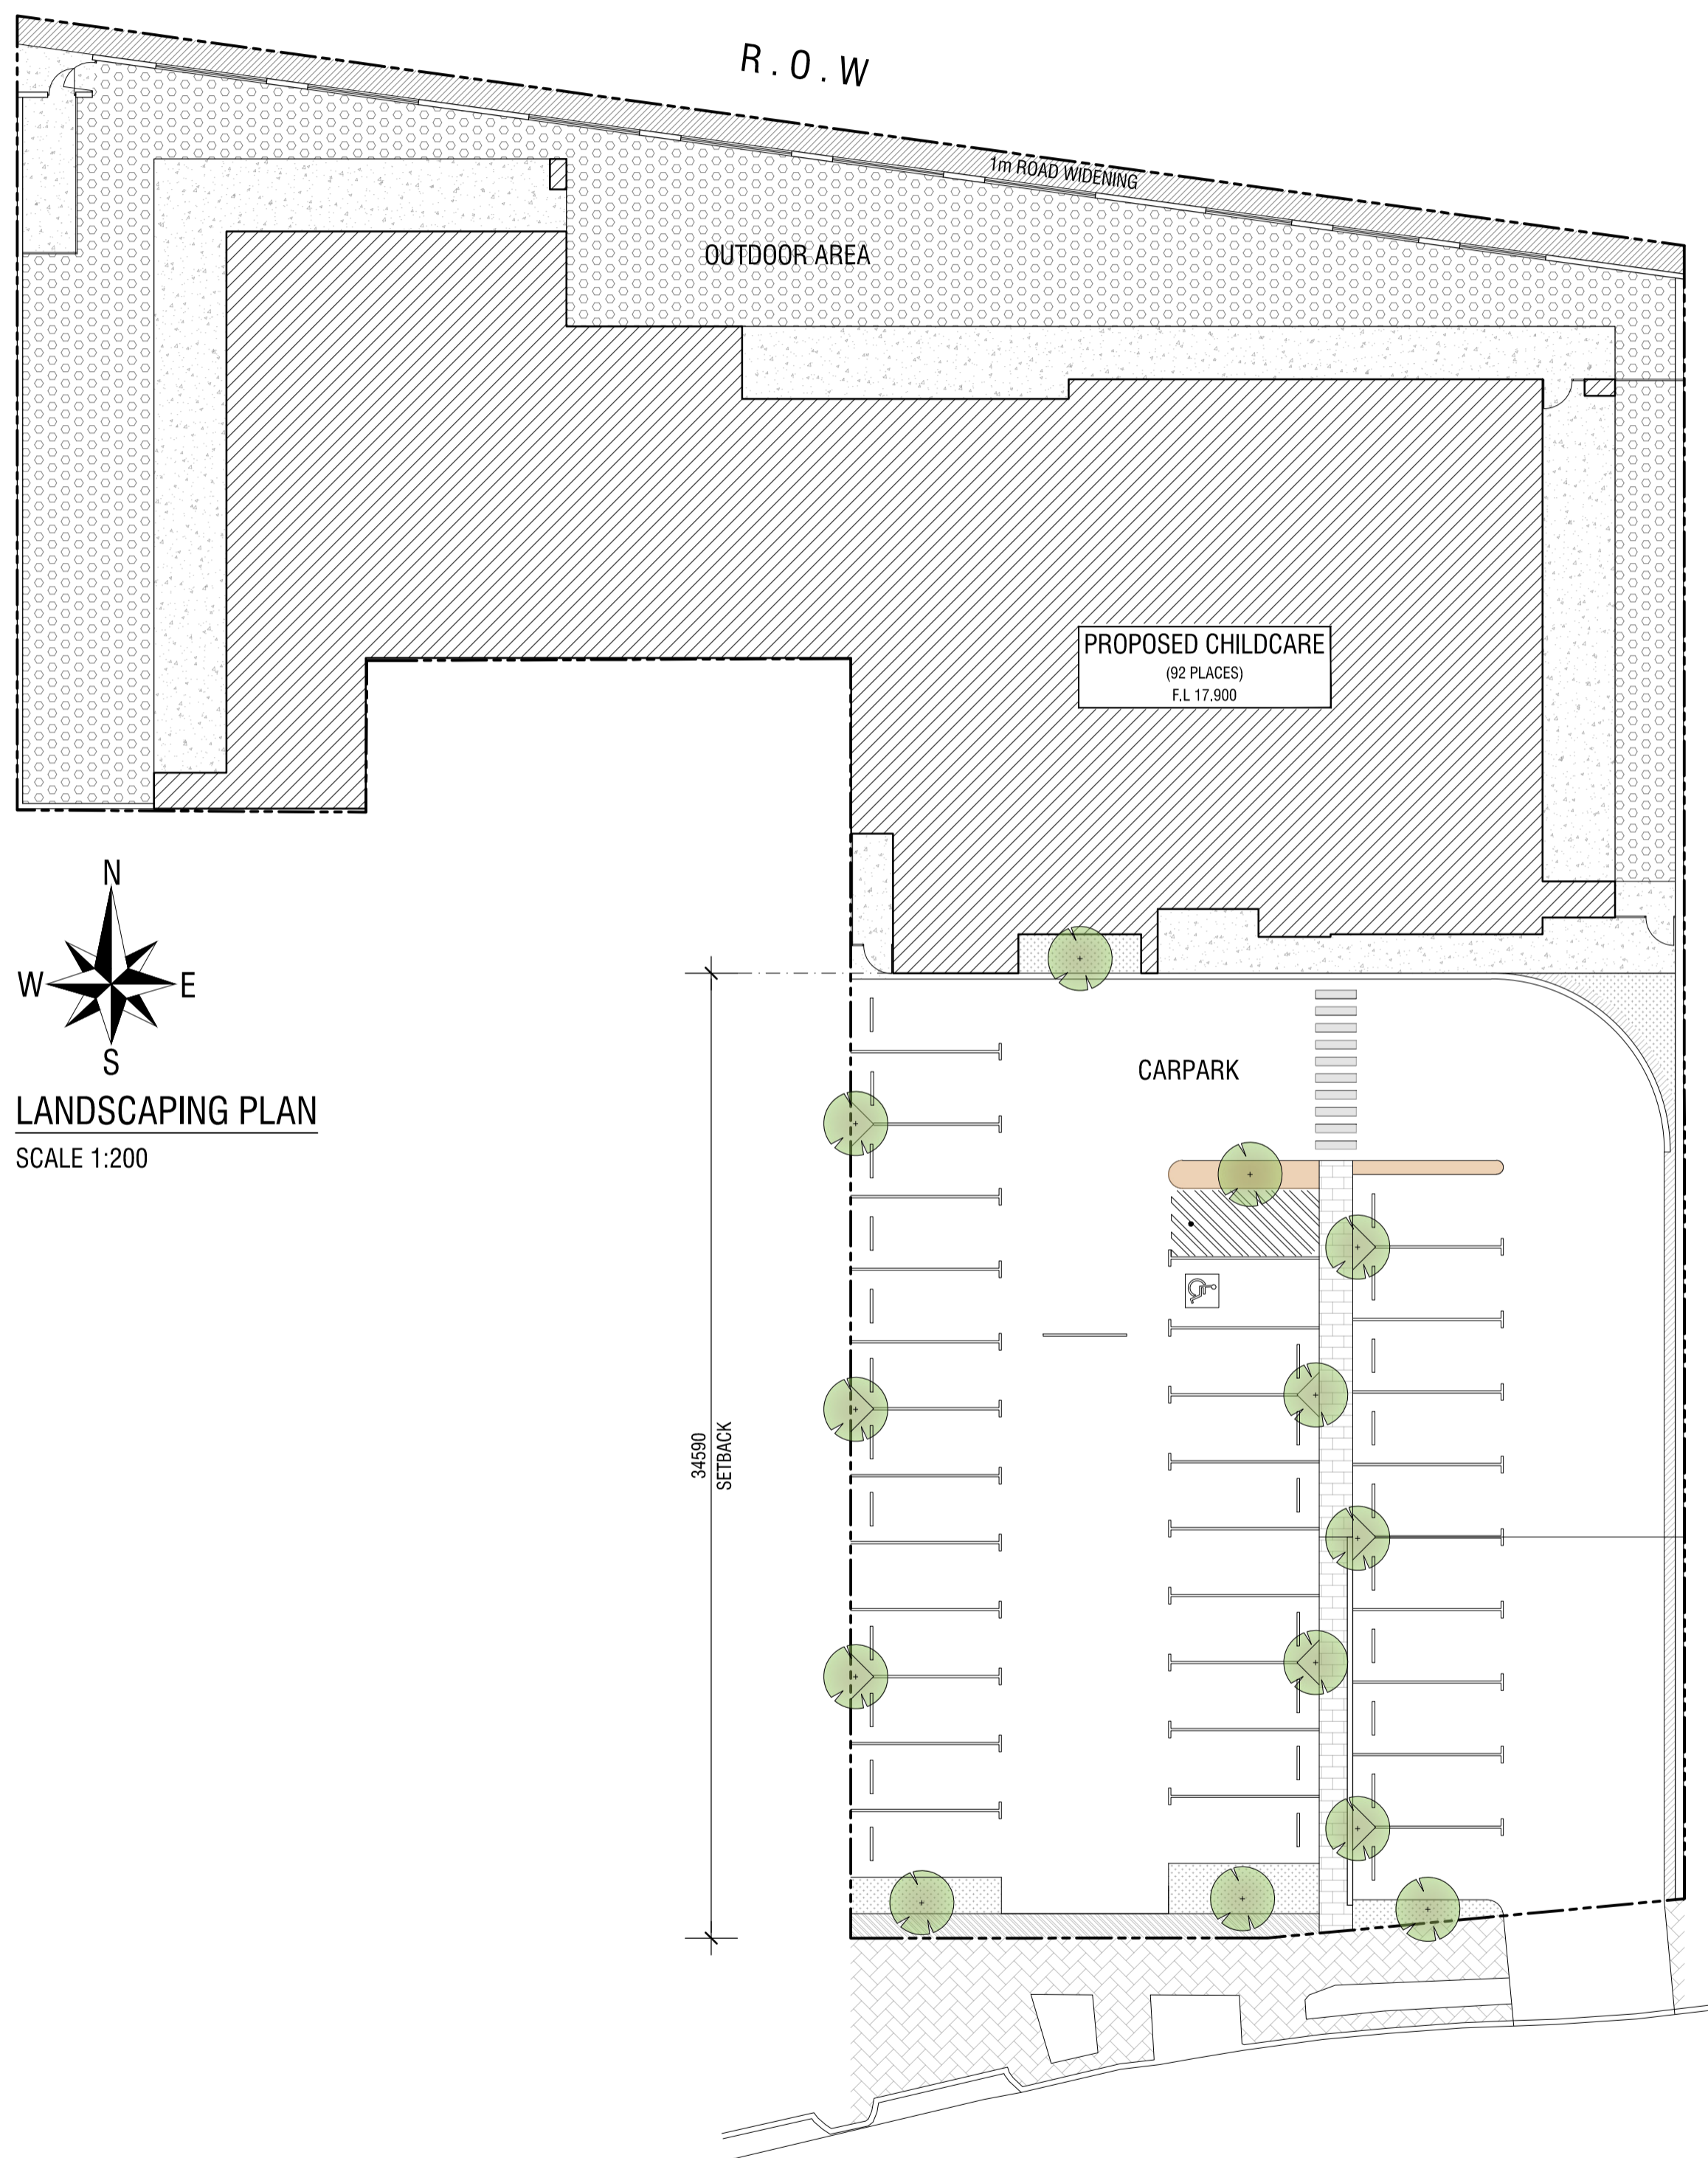 R.O.W
1m ROAD WIDENING
OUTDOOR AREA
PROPOSED CHILDCARE
(92 PLACES)
F.L 17.900
N
W
E
S
LANDSCAPING PLAN
SCALE 1:200
CARPARK
34590
SETBACK